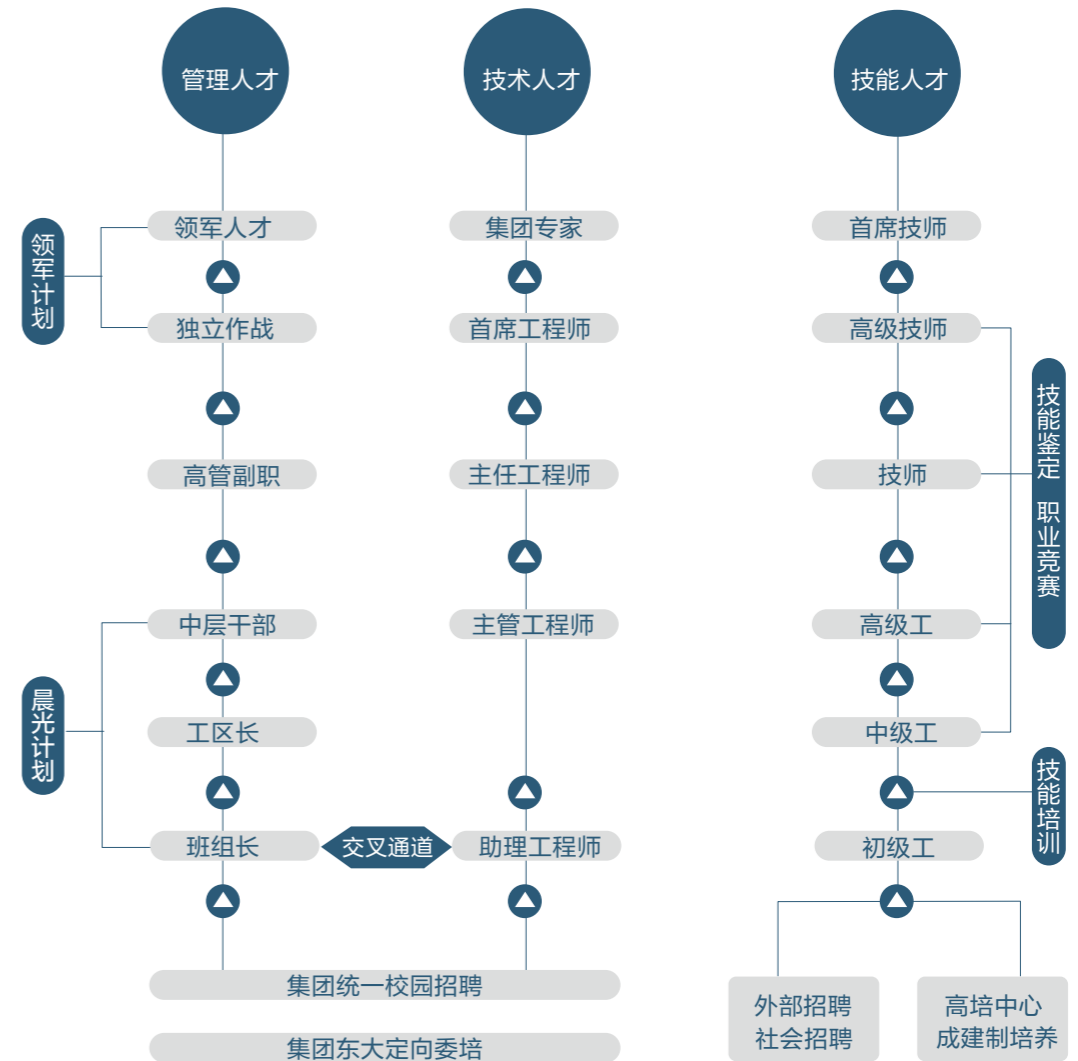 管理人才
技术人才
技能人才
领军人才
集团专家
首席技师
领军计划
独立作战
首席工程师
高级技师
高管副职
主任工程师
技师
技能鉴定 职业竞赛
中层干部
主管工程师
高级工
晨光计划
工区长
中级工
技能培训
班组长
交叉通道
助理工程师
初级工
集团统一校园招聘
集团东大定向委培
外部招聘
社会招聘
高培中心
成建制培养